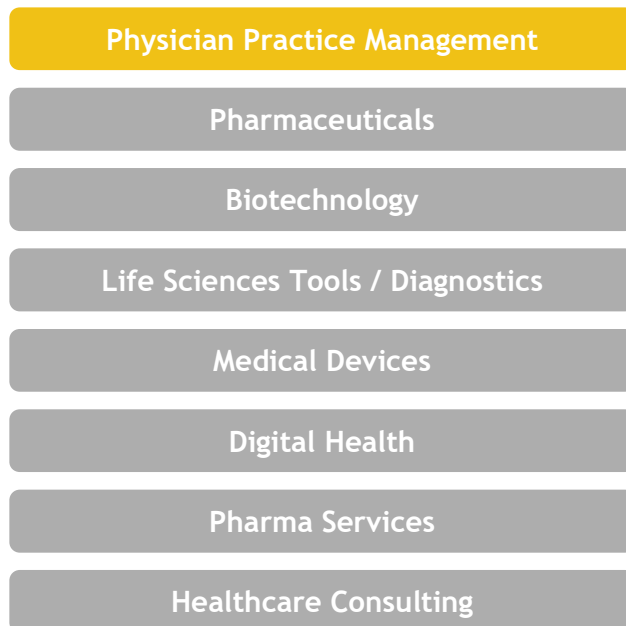 Physician Practice Management
Pharmaceuticals
Biotechnology
Life Sciences Tools / Diagnostics
Medical Devices
Digital Health
Pharma Services
Healthcare Consulting